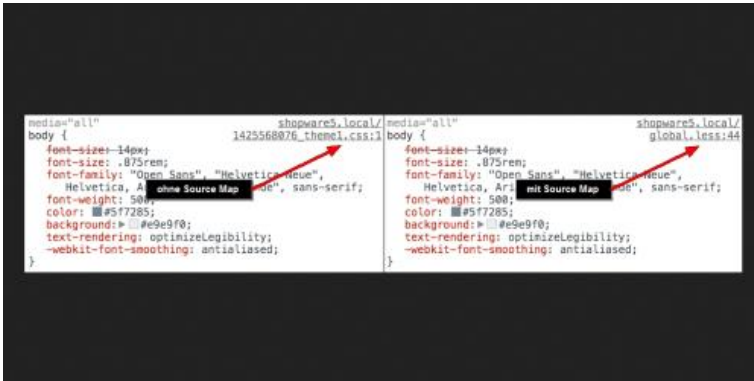 media="all" shopware5.local/
body { 1425568076_theme1.css:1
font-size: 14px;
font-size: .875rem;
font-family: "Open Sans", "Helvetica Neue",
Helvetica, Ari de", sans-serif;
ohne Source Map
font-weight: 500;
color: #5f7285;
background: #e9e9f0;
text-rendering: optimizeLegibility;
-webkit-font-smoothing: antialiased;
}
media="all" shopware5.local/
body { global.less:44
font-size: 14px;
font-size: .875rem;
font-family: "Open Sans", "Helvetica Neue",
Helvetica, Ari de", sans-serif;
mit Source Map
font-weight: 500;
color: #5f7285;
background: #e9e9f0;
text-rendering: optimizeLegibility;
-webkit-font-smoothing: antialiased;
}